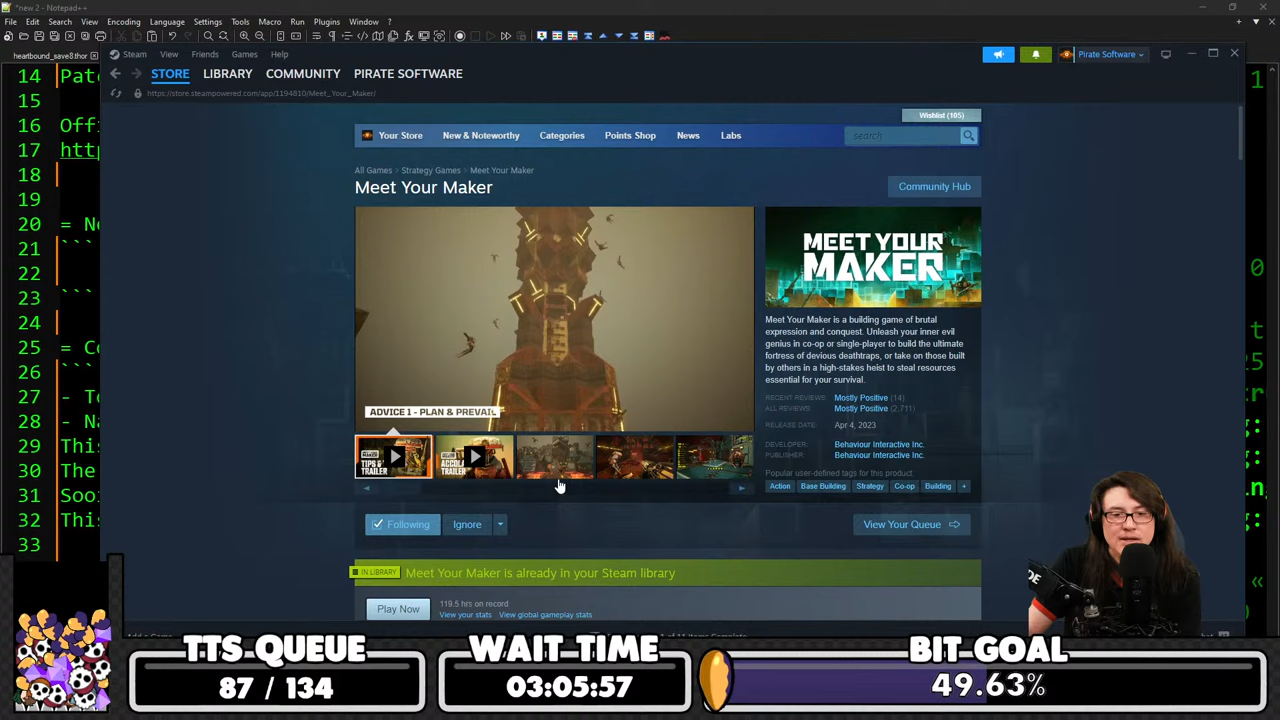 *new 2 - Notepad++
File Edit Search View Encoding Language Settings Tools Macro Run Plugins Window ?
heartbound_save8.thor
Steam View Friends Games Help
Pirate Software
STORE LIBRARY COMMUNITY PIRATE SOFTWARE
https://store.steampowered.com/app/1194810/Meet_Your_Maker/
Wishlist (105)
Your Store New & Noteworthy Categories Points Shop News Labs search
All Games > Strategy Games > Meet Your Maker
Meet Your Maker
Community Hub
MEET YOUR
MAKER
Meet Your Maker is a building game of brutal
expression and conquest. Unleash your inner evil
genius in co-op or single-player to build the ultimate
fortress of devious deathtraps, or take on those built
by others in a high-stakes heist to steal resources
essential for your survival.
RECENT REVIEWS: Mostly Positive (14)
ALL REVIEWS: Mostly Positive (2,711)
RELEASE DATE: Apr 4, 2023
DEVELOPER: Behaviour Interactive Inc.
PUBLISHER: Behaviour Interactive Inc.
Popular user-defined tags for this product:
Action Base Building Strategy Co-op Building +
ADVICE 1 - PLAN & PREVAIL
TIPS &
TRAILER
ACCOL
TRAILER
Following Ignore
View Your Queue
IN LIBRARY Meet Your Maker is already in your Steam library
Play Now
119.5 hrs on record
View your stats View global gameplay stats
14 Pat
15
16 Off
17 htt
18
19
20 = No
21 ```
22
23 ```
24
25 = Co
26 ```
27 - To
28 - Na
29 This
30 The
31 Soo
32 This
33
TTS QUEUE
87 / 134
WAIT TIME
03:05:57
BIT GOAL
49.63%